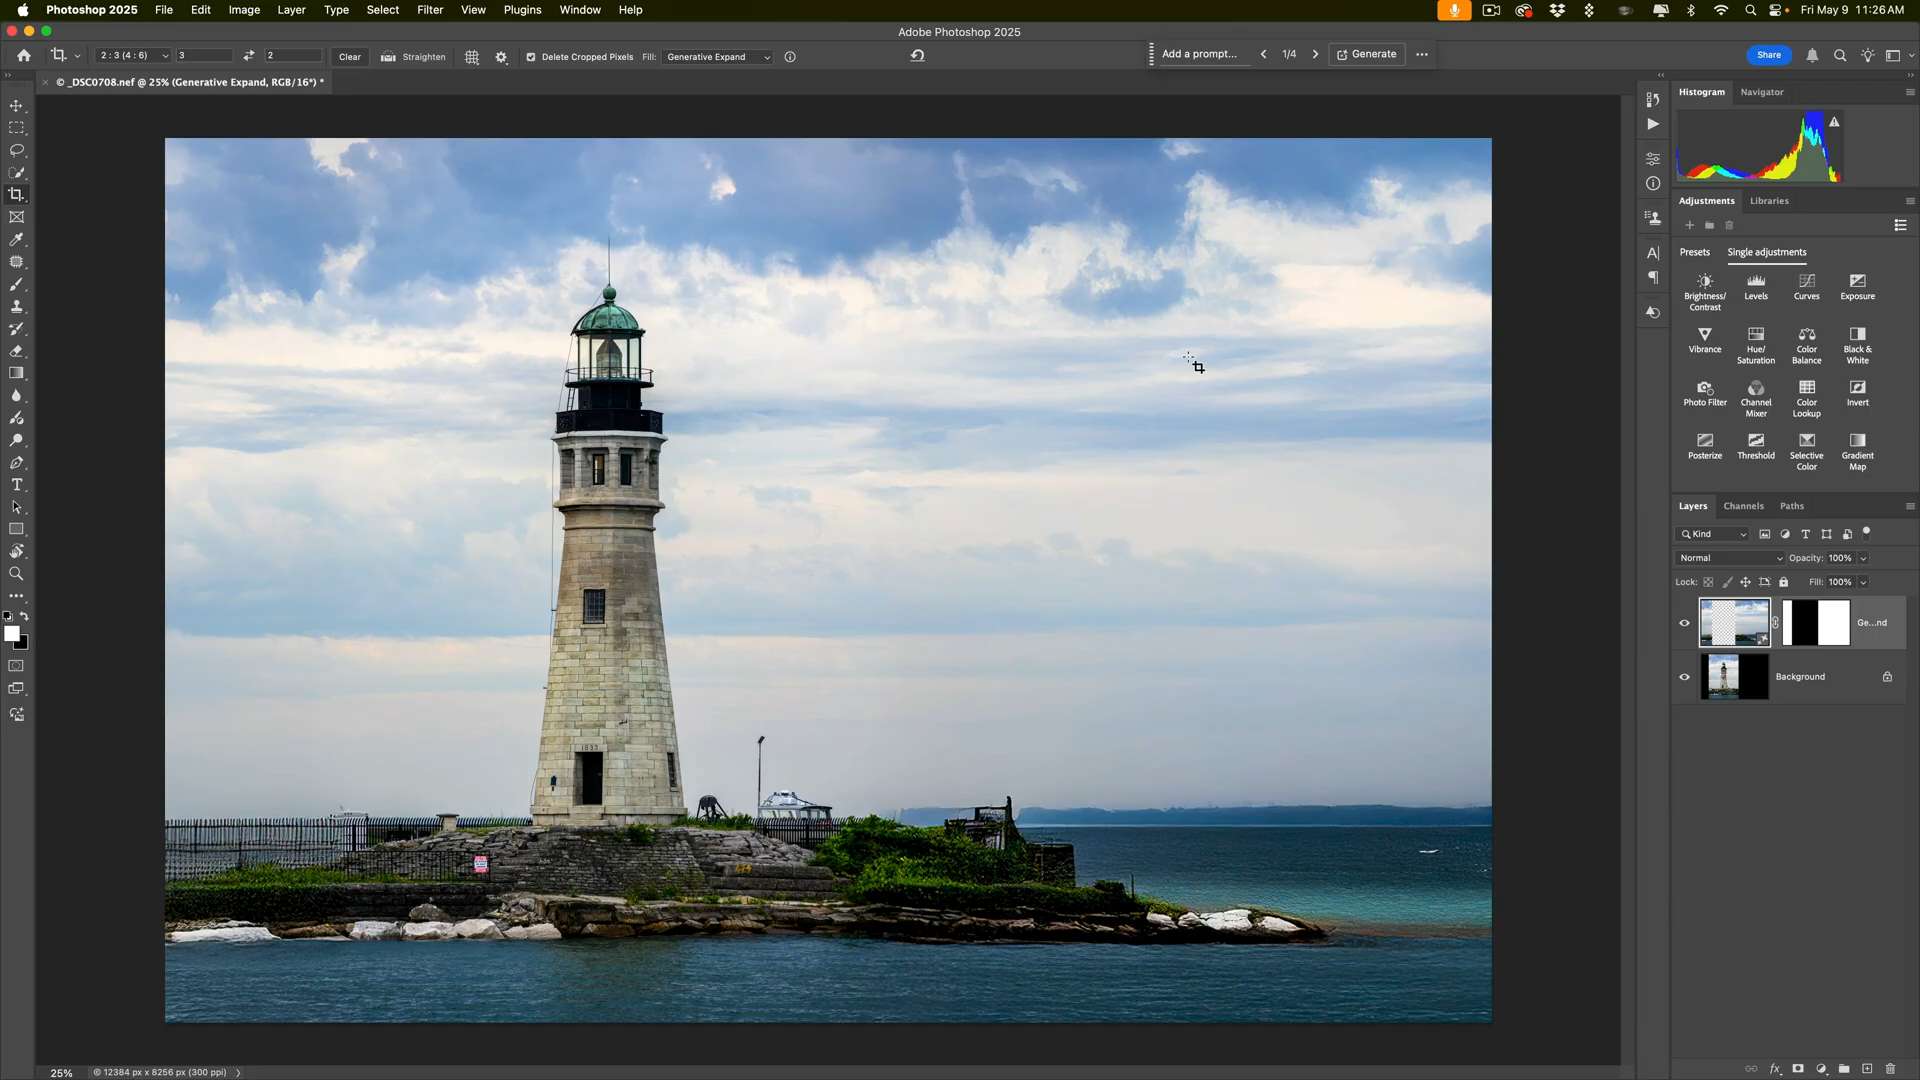 Photoshop 2025 File Edit Image Layer Type Select Filter View Plugins Window Help Fri May 9 11:26 AM
Adobe Photoshop 2025
2 : 3 (4 : 6) 3 2 Clear Straighten Delete Cropped Pixels Fill: Generative Expand Add a prompt... 1/4 Generate Share
© _DSC0708.nef @ 25% (Generative Expand, RGB/16*) *
Histogram Navigator
Adjustments Libraries
Presets Single adjustments
Brightness/
Contrast
Levels
Curves
Exposure
Vibrance
Hue/
Saturation
Color
Balance
Black &
White
Photo Filter
Channel
Mixer
Color
Lookup
Invert
Posterize
Threshold
Selective
Color
Gradient
Map
Layers Channels Paths
Kind
Normal Opacity: 100%
Lock: Fill: 100%
Ge...nd
Background
1833
25% 12384 px x 8256 px (300 ppi)